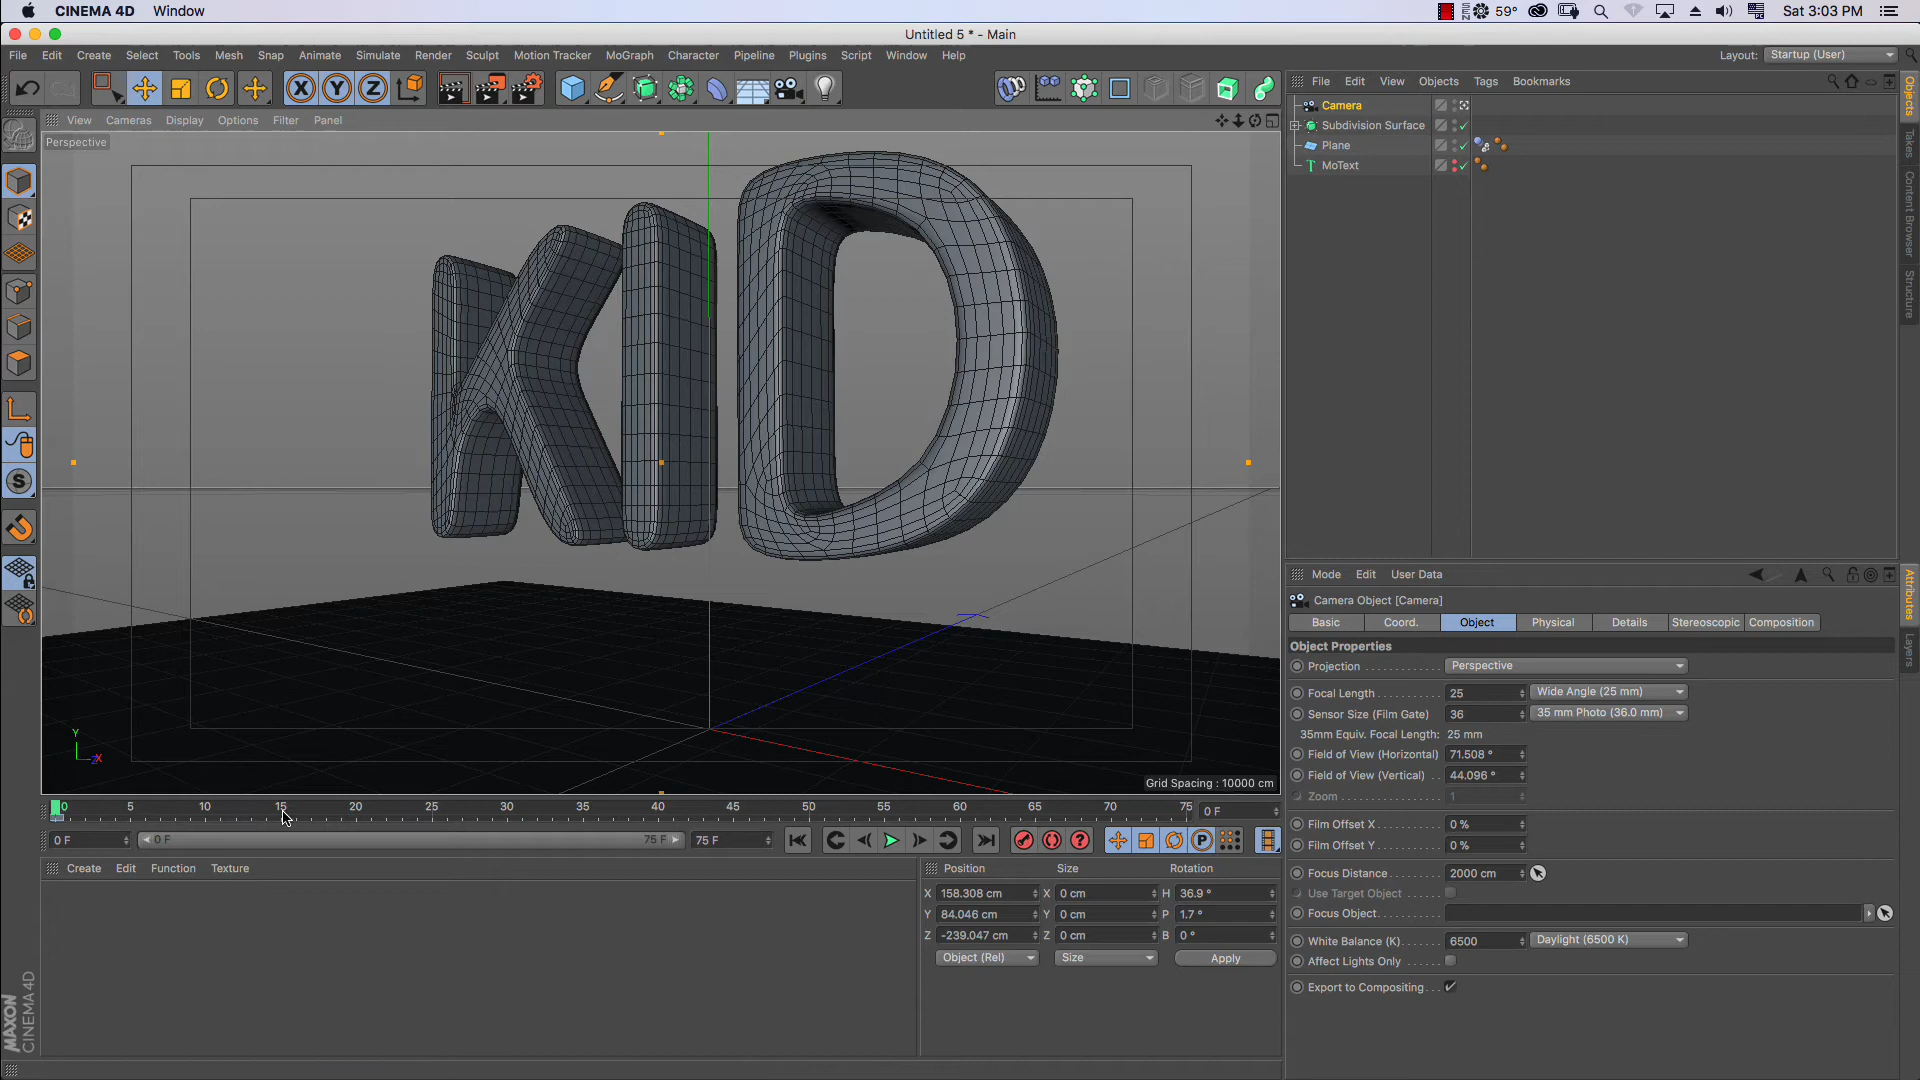 CINEMA 4D Window 59° Sat 3:03 PM
Untitled 5 * - Main
File Edit Create Select Tools Mesh Snap Animate Simulate Render Sculpt Motion Tracker MoGraph Character Pipeline Plugins Script Window Help Layout: Startup (User)
File Edit View Objects Tags Bookmarks
View Cameras Display Options Filter Panel
Perspective
Camera
Subdivision Surface
Plane
MoText
Objects
Takes
Content Browser
Structure
KID
Y
X
Z
Grid Spacing : 10000 cm
Mode Edit User Data
Camera Object [Camera]
Basic Coord. Object Physical Details Stereoscopic Composition
Object Properties
Projection Perspective
Focal Length 25 Wide Angle (25 mm)
Sensor Size (Film Gate) 36 35 mm Photo (36.0 mm)
35mm Equiv. Focal Length: 25 mm
Field of View (Horizontal) 71.508 °
Field of View (Vertical) 44.096 °
Zoom 1
Film Offset X 0 %
Film Offset Y 0 %
Focus Distance 2000 cm
Use Target Object
Focus Object
White Balance (K) 6500 Daylight (6500 K)
Affect Lights Only
Export to Compositing
Attributes
Layers
0 5 10 15 20 25 30 35 40 45 50 55 60 65 70 75 0 F
0 F 0 F 75 F 75 F
Create Edit Function Texture
Position Size Rotation
X 158.308 cm X 0 cm H 36.9 °
Y 84.046 cm Y 0 cm P 1.7 °
Z -239.047 cm Z 0 cm B 0 °
Object (Rel) Size Apply
MAXON
CINEMA 4D